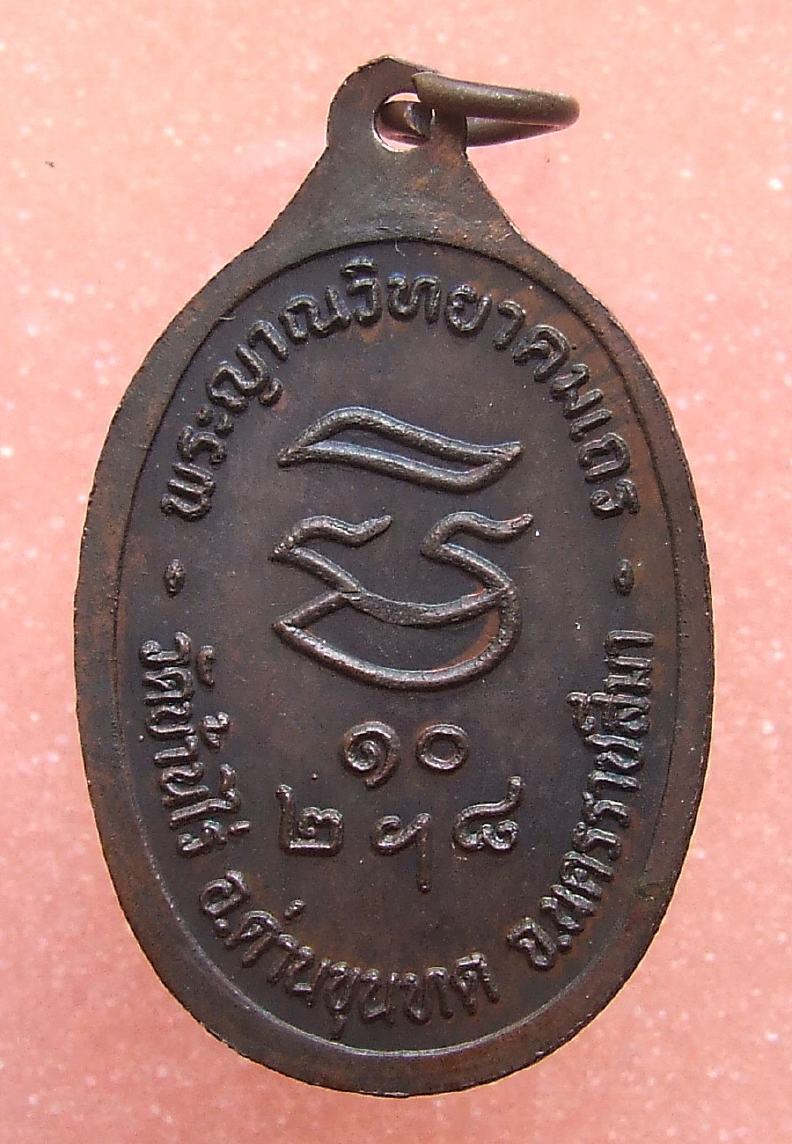 พระญาณวิทยาคมเถร
๑๐
๒ ๗ ๘
วัดบ้านไร่ อ.ด่านขุนทด จ.นครราชสีมา